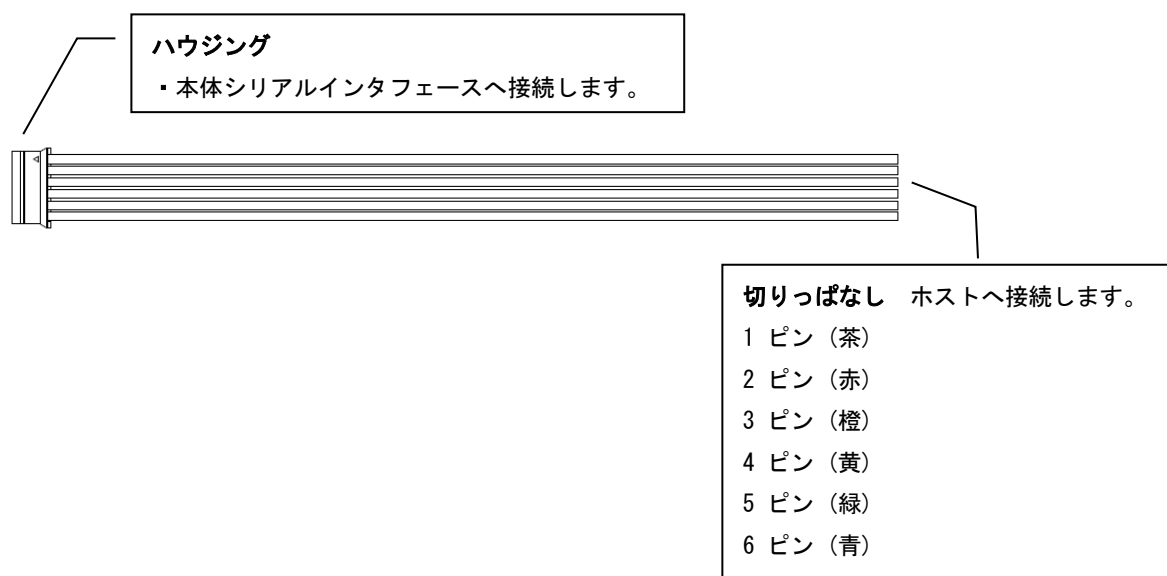 ハウジング
・本体シリアルインタフェースへ接続します。
切りっぱなし　ホストへ接続します。
1 ピン（茶）
2 ピン（赤）
3 ピン（橙）
4 ピン（黄）
5 ピン（緑）
6 ピン（青）